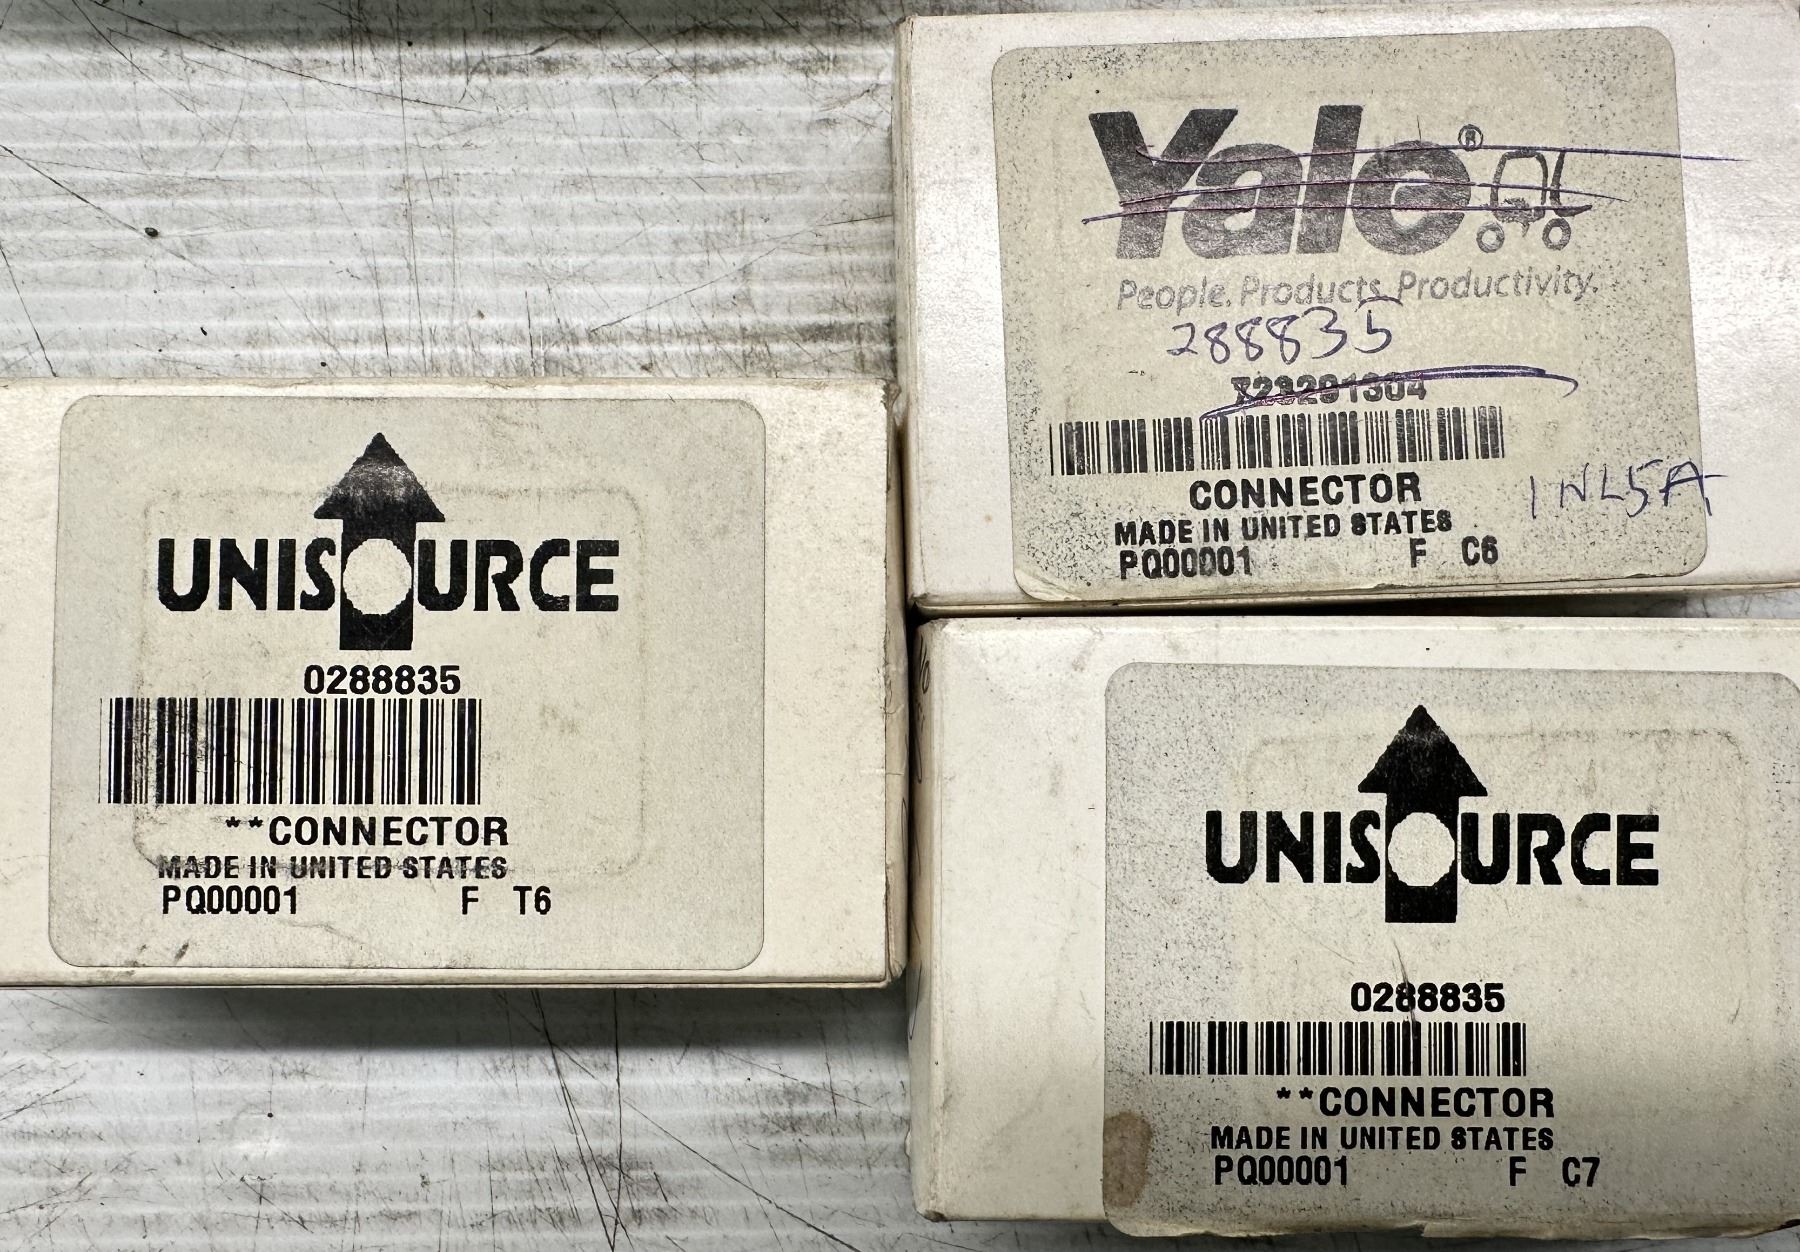 Yale®
People. Products. Productivity.
288835
Y23291304
CONNECTOR
1NL5A
MADE IN UNITED STATES
PQ00001 F C6
UNISOURCE
0288835
**CONNECTOR
MADE IN UNITED STATES
PQ00001 F T6
UNISOURCE
0288835
**CONNECTOR
MADE IN UNITED STATES
PQ00001 F C7